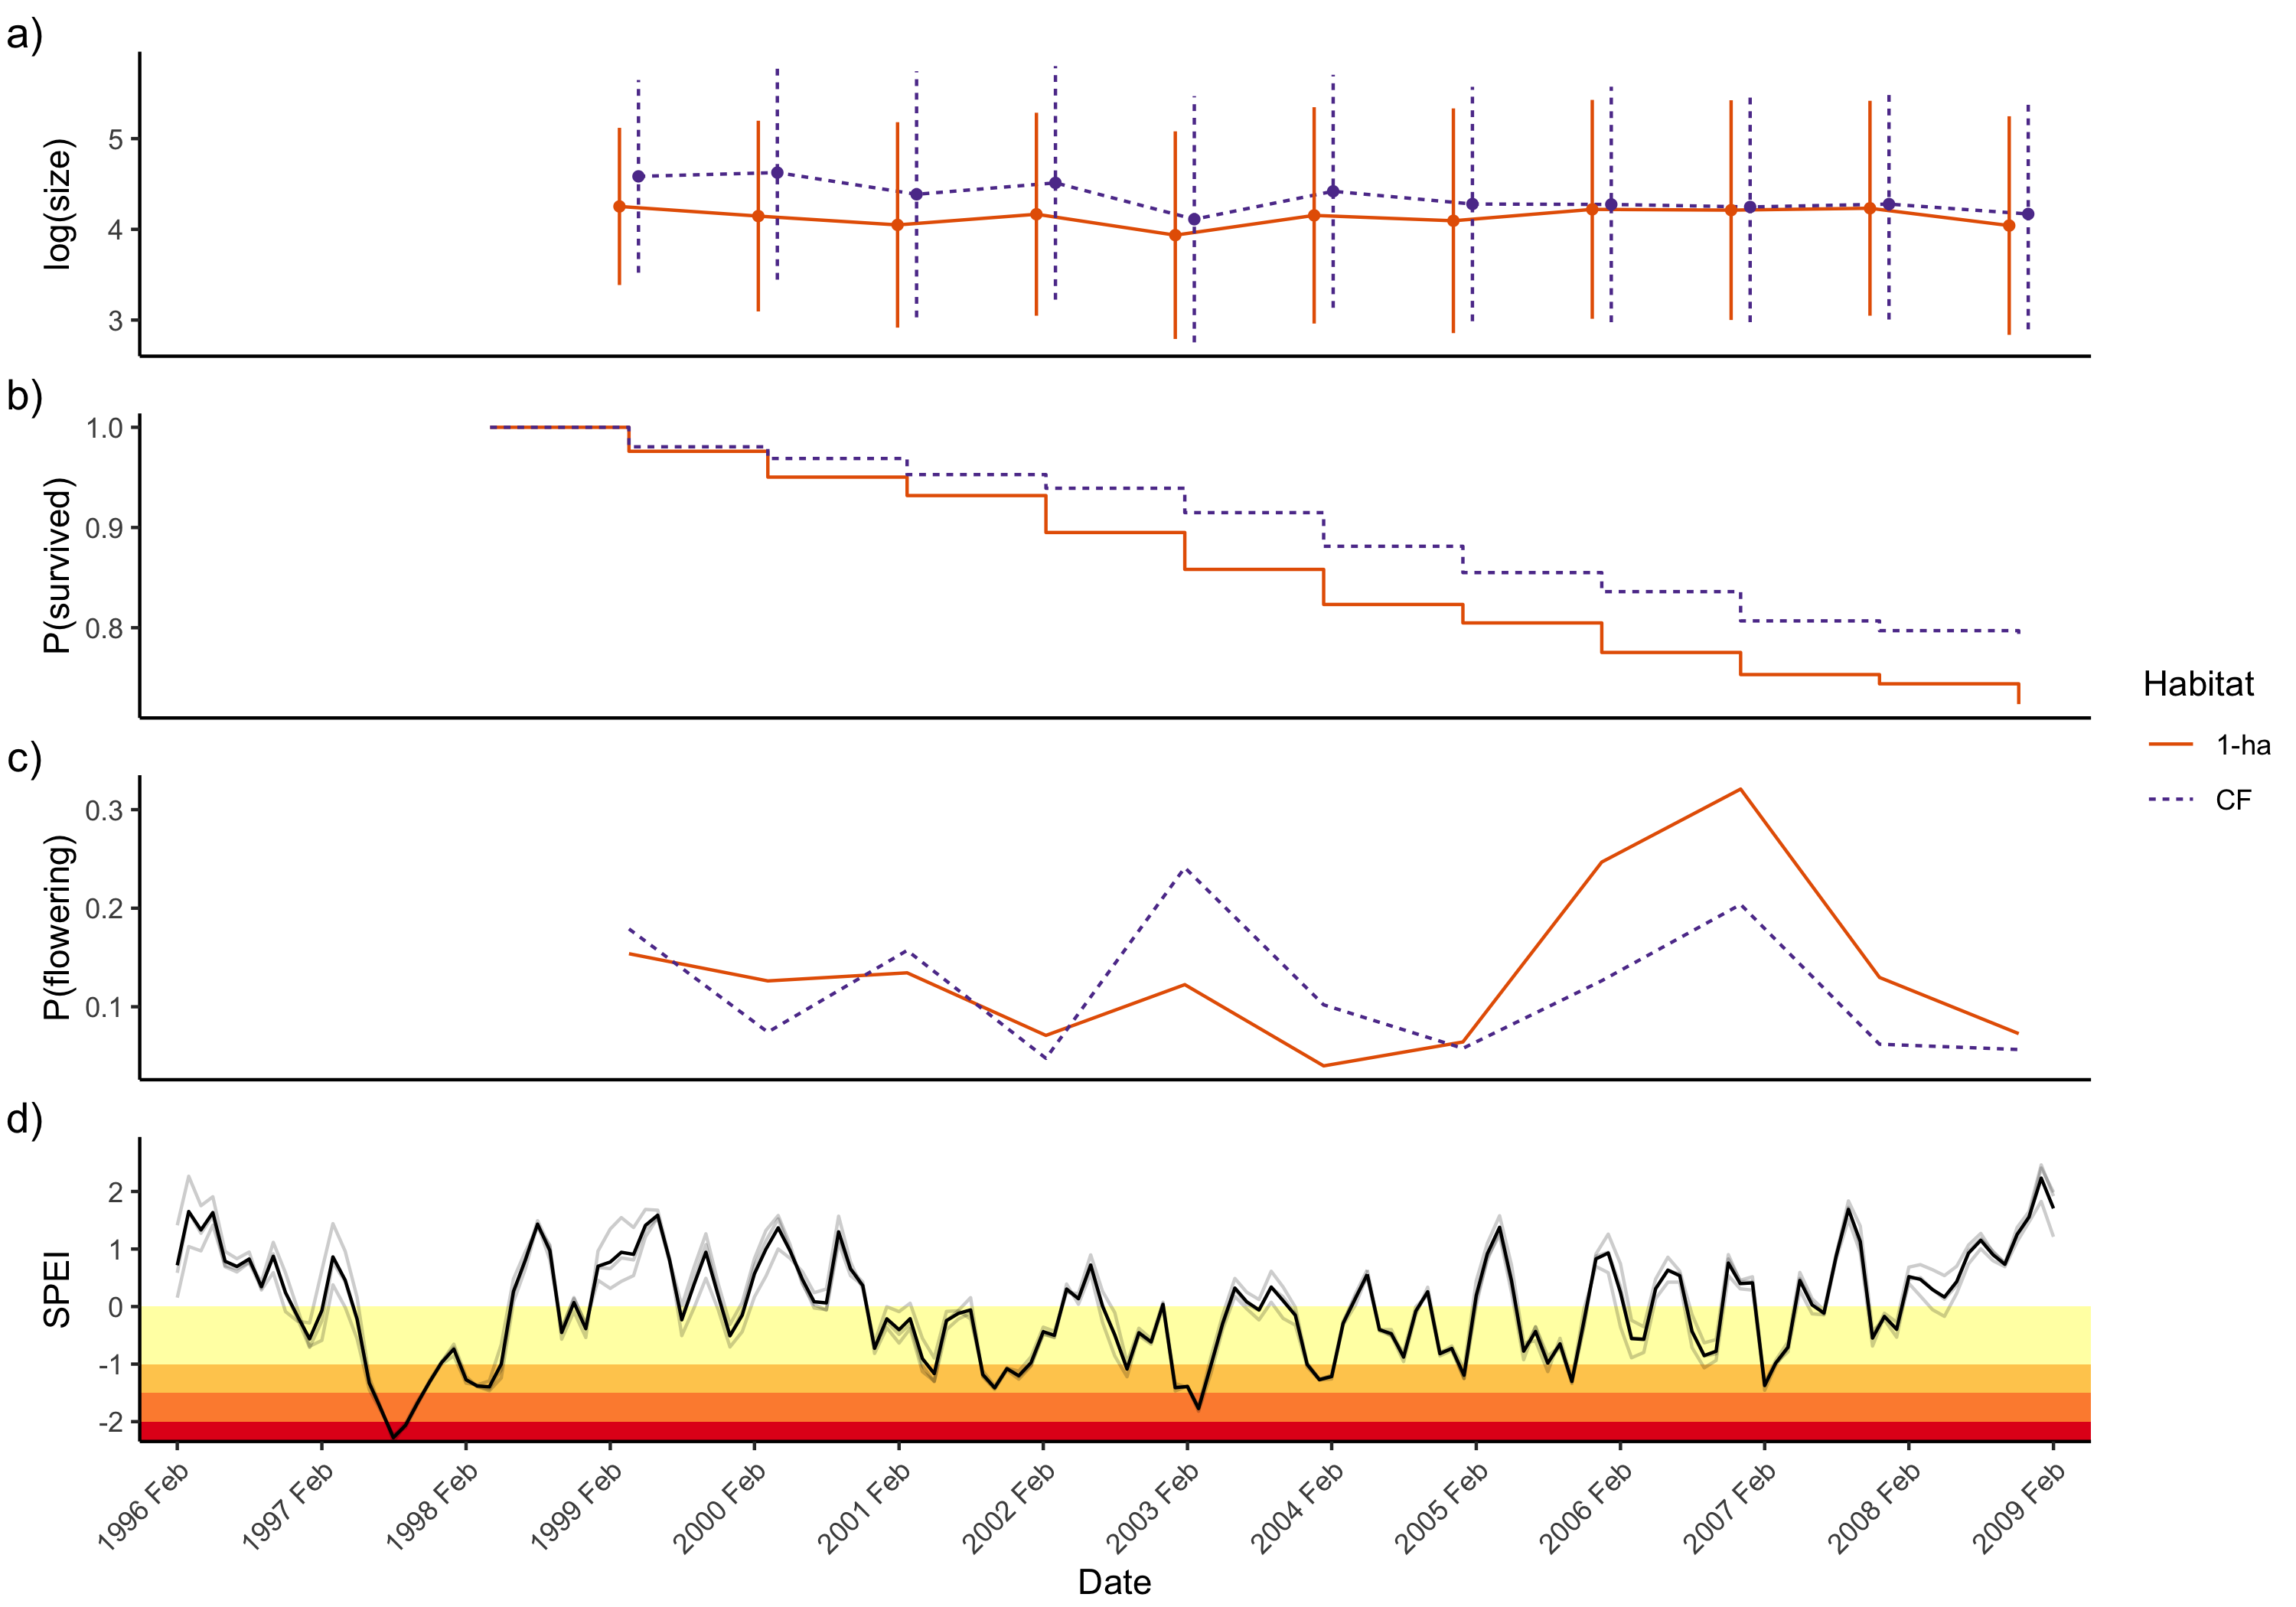 a)
log(size)
5
4
3
b)
P(survived)
1.0
0.9
0.8
c)
P(flowering)
0.3
0.2
0.1
Habitat
1-ha
CF
d)
SPEI
2
1
0
-1
-2
1996 Feb
1997 Feb
1998 Feb
1999 Feb
2000 Feb
2001 Feb
2002 Feb
2003 Feb
2004 Feb
2005 Feb
2006 Feb
2007 Feb
2008 Feb
2009 Feb
Date